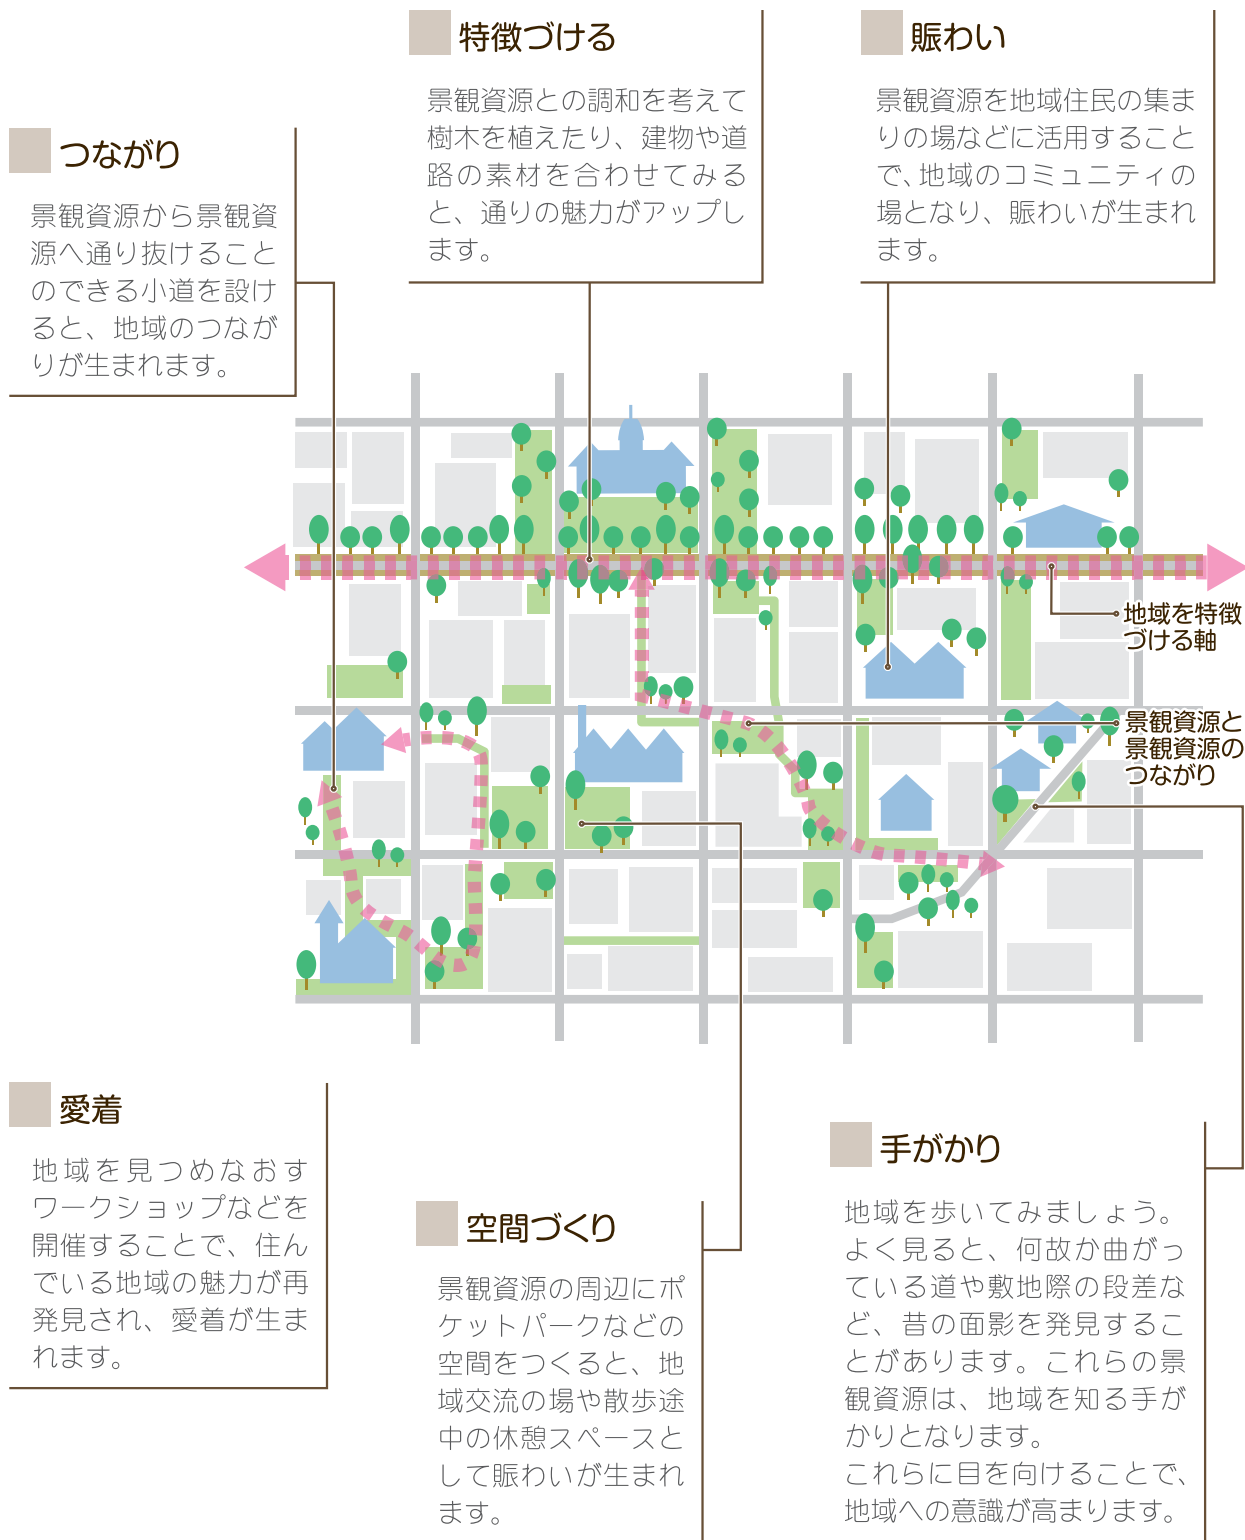 特徴づける
景観資源との調和を考えて
樹木を植えたり、建物や道
路の素材を合わせてみる
と、通りの魅力がアップし
ます。
賑わい
景観資源を地域住民の集ま
りの場などに活用すること
で、地域のコミュニティの
場となり、賑わいが生まれ
ます。
つながり
景観資源から景観資
源へ通り抜けること
のできる小道を設け
ると、地域のつなが
りが生まれます。
地域を特徴
づける軸
景観資源と
景観資源の
つながり
愛着
地域を見つめなおす
ワークショップなどを
開催することで、住ん
でいる地域の魅力が再
発見され、愛着が生ま
れます。
空間づくり
景観資源の周辺にポ
ケットパークなどの
空間をつくると、地
域交流の場や散歩途
中の休憩スペースと
して賑わいが生まれ
ます。
手がかり
地域を歩いてみましょう。
よく見ると、何故か曲がっ
ている道や敷地際の段差な
ど、昔の面影を発見するこ
とがあります。これらの景
観資源は、地域を知る手が
かりとなります。
これらに目を向けることで、
地域への意識が高まります。